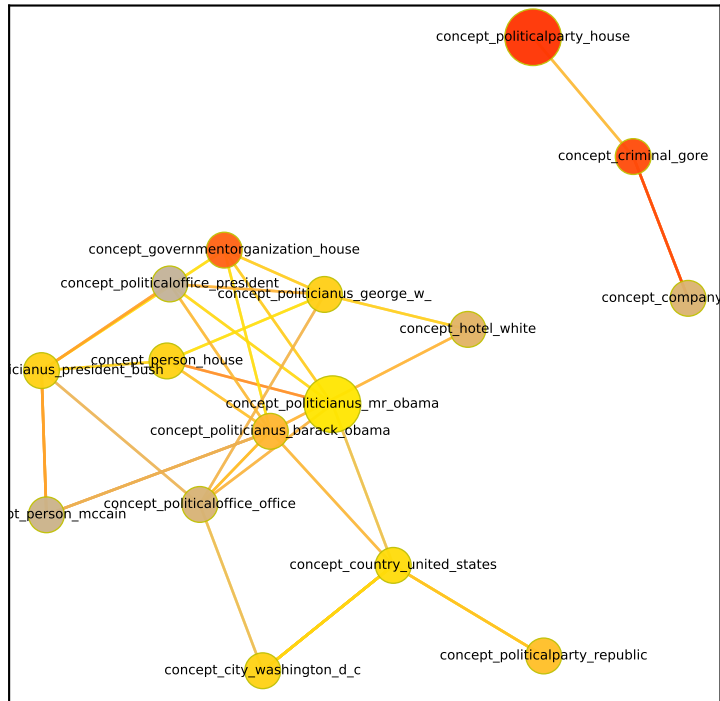 concept_politicalparty_house
concept_criminal_gore
concept_governmentorganization_house
concept_politicaloffice_president
concept_politicianus_george_w_
concept_company
concept_hotel_white
concept_person_house
icianus_president_bush
concept_politicianus_mr_obama
concept_politicianus_barack_obama
concept_politicaloffice_office
pt_person_mccain
concept_country_united_states
concept_politicalparty_republic
concept_city_washington_d_c